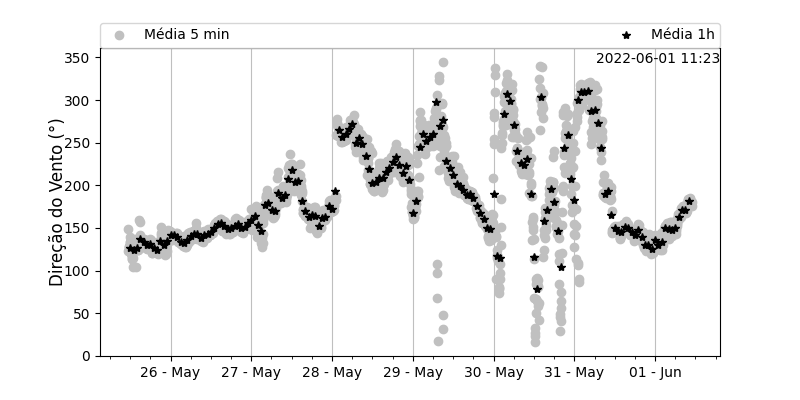 Média 5 min
Média 1h
2022-06-01 11:23
Direção do Vento (°)
350
300
250
200
150
100
50
0
26 - May
27 - May
28 - May
29 - May
30 - May
31 - May
01 - Jun